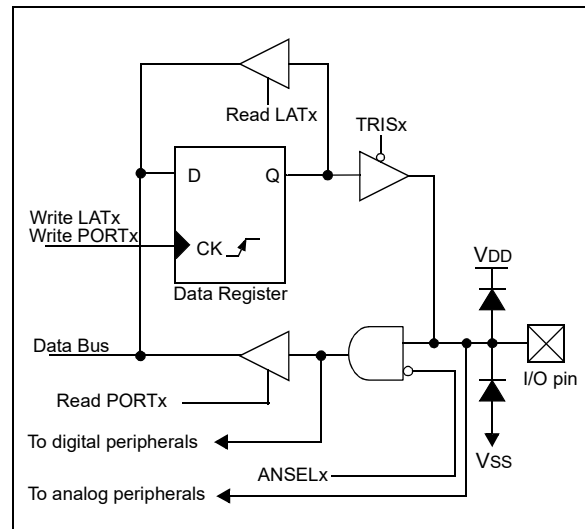 Read LATx
TRISx
D
Q
Write LATx
Write PORTx
CK
Data Register
VDD
Data Bus
I/O pin
Read PORTx
To digital peripherals
VSS
ANSELx
To analog peripherals